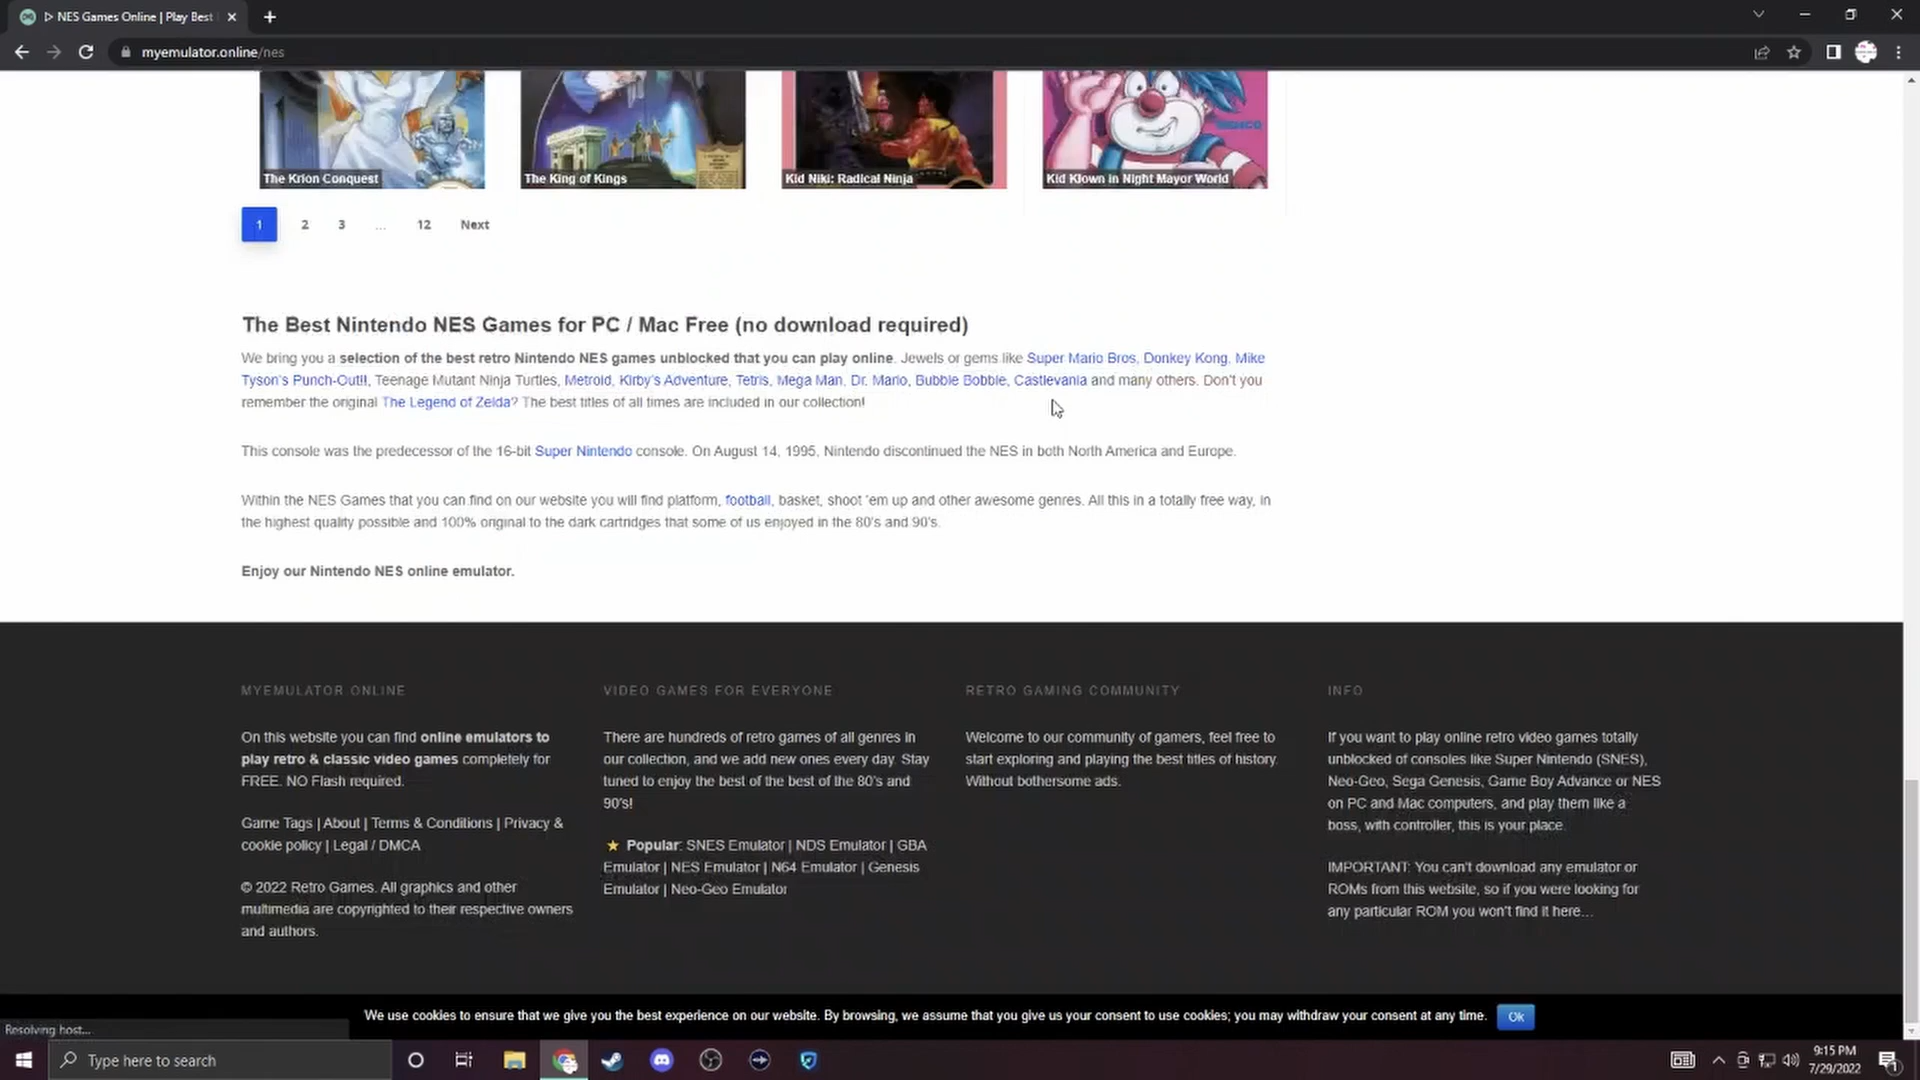 NES Games Online | Play Best
myemulator.online/nes
The Krion Conquest
The King of Kings
Kid Niki: Radical Ninja
KEMCO
Kid Klown in Night Mayor World
1 2 3 ... 12 Next
The Best Nintendo NES Games for PC / Mac Free (no download required)
We bring you a selection of the best retro Nintendo NES games unblocked that you can play online. Jewels or gems like Super Mario Bros, Donkey Kong, Mike
Tyson's Punch-Out!!, Teenage Mutant Ninja Turtles, Metroid, Kirby's Adventure, Tetris, Mega Man, Dr. Mario, Bubble Bobble, Castlevania and many others. Don't you
remember the original The Legend of Zelda? The best titles of all times are included in our collection!
This console was the predecessor of the 16-bit Super Nintendo console. On August 14, 1995, Nintendo discontinued the NES in both North America and Europe.
Within the NES Games that you can find on our website you will find platform, football, basket, shoot 'em up and other awesome genres. All this in a totally free way, in
the highest quality possible and 100% original to the dark cartridges that some of us enjoyed in the 80's and 90's.
Enjoy our Nintendo NES online emulator.
MYEMULATOR ONLINE
On this website you can find online emulators to
play retro & classic video games completely for
FREE. NO Flash required.
Game Tags | About | Terms & Conditions | Privacy &
cookie policy | Legal / DMCA
© 2022 Retro Games. All graphics and other
multimedia are copyrighted to their respective owners
and authors.
VIDEO GAMES FOR EVERYONE
There are hundreds of retro games of all genres in
our collection, and we add new ones every day. Stay
tuned to enjoy the best of the best of the 80's and
90's!
Popular: SNES Emulator | NDS Emulator | GBA
Emulator | NES Emulator | N64 Emulator | Genesis
Emulator | Neo-Geo Emulator
RETRO GAMING COMMUNITY
Welcome to our community of gamers, feel free to
start exploring and playing the best titles of history.
Without bothersome ads.
INFO
If you want to play online retro video games totally
unblocked of consoles like Super Nintendo (SNES),
Neo-Geo, Sega Genesis, Game Boy Advance or NES
on PC and Mac computers, and play them like a
boss, with controller, this is your place.
IMPORTANT: You can't download any emulator or
ROMs from this website, so if you were looking for
any particular ROM you won't find it here…
We use cookies to ensure that we give you the best experience on our website. By browsing, we assume that you give us your consent to use cookies; you may withdraw your consent at any time. Ok
Resolving host...
Type here to search
9:15 PM
7/29/2022
1